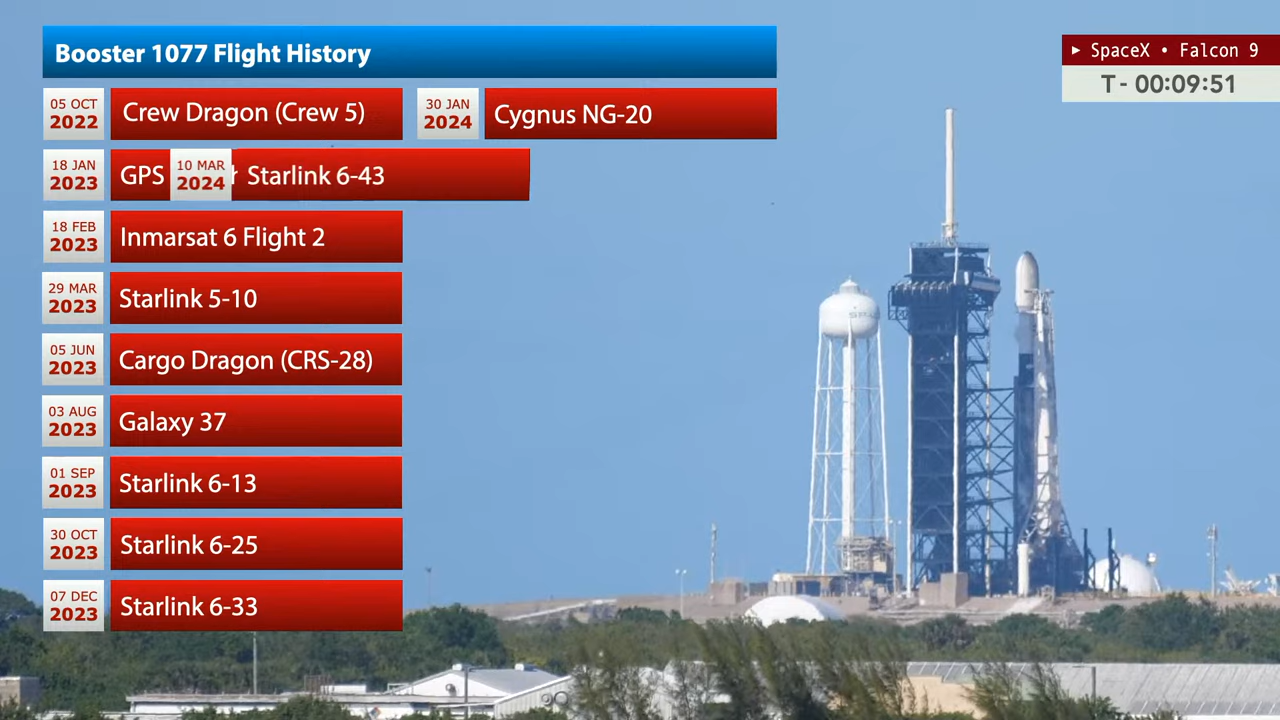 Booster 1077 Flight History
▸ SpaceX • Falcon 9
T - 00:09:51
05 OCT
2022
Crew Dragon (Crew 5)
30 JAN
2024
Cygnus NG-20
18 JAN
2023
GPS
10 MAR
2024
Starlink 6-43
18 FEB
2023
Inmarsat 6 Flight 2
29 MAR
2023
Starlink 5-10
05 JUN
2023
Cargo Dragon (CRS-28)
03 AUG
2023
Galaxy 37
01 SEP
2023
Starlink 6-13
30 OCT
2023
Starlink 6-25
07 DEC
2023
Starlink 6-33